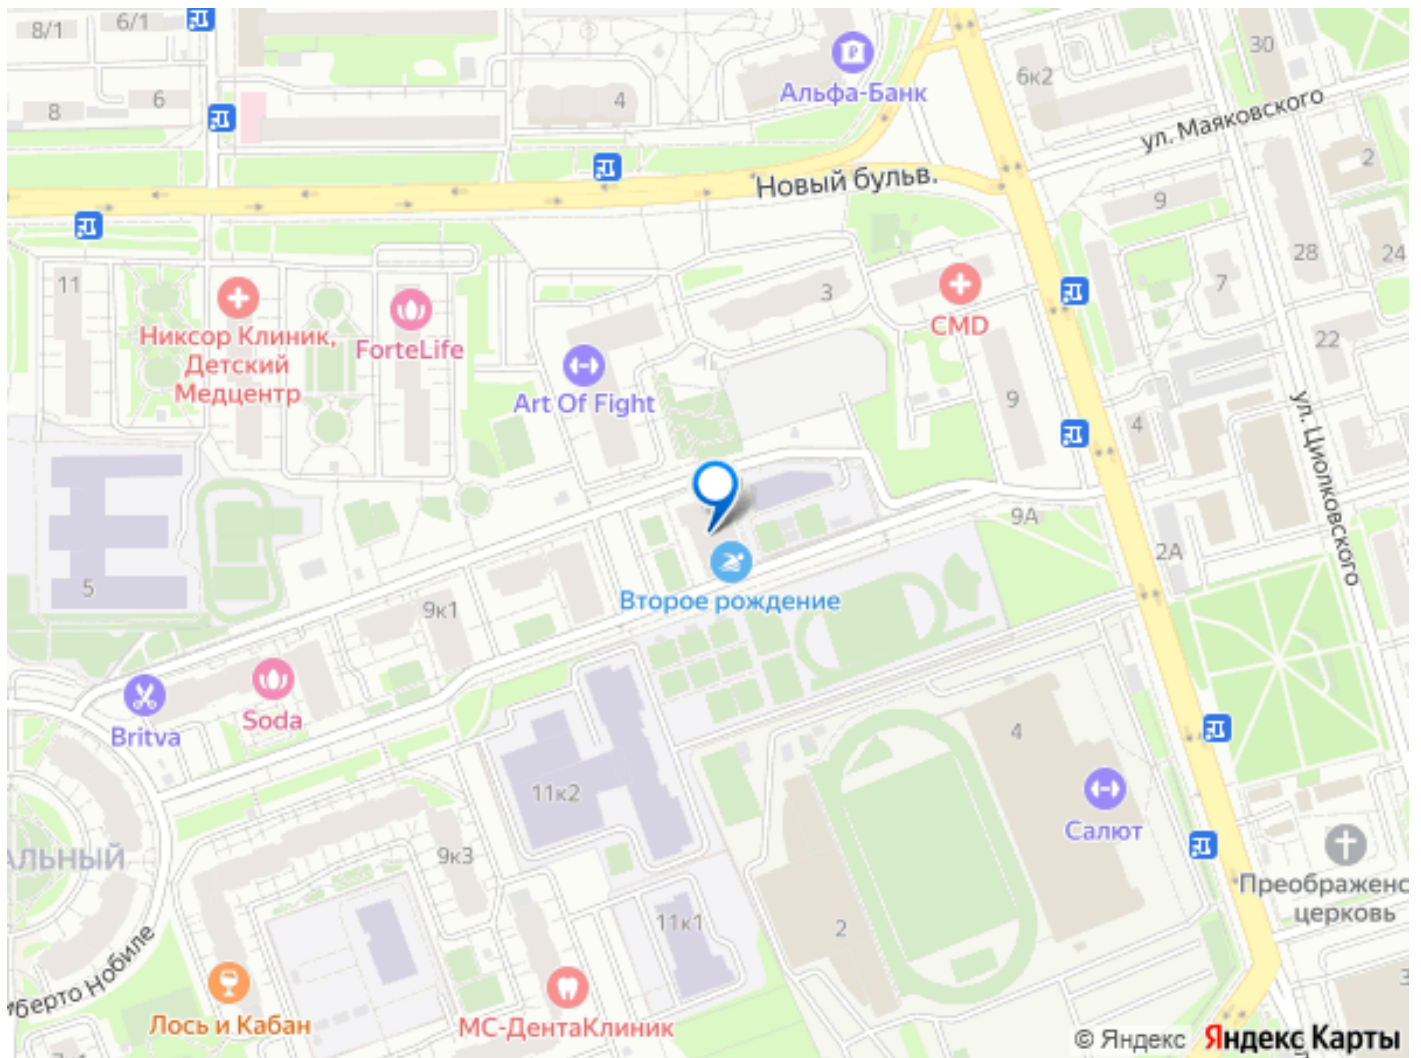 8/1
6/1
30
6к2
Альфа-Банк
8
6
4
ул. Маяковского
2
Новый бульв.
9
11
28
24
7
3
Никсор Клиник,
Детский
Медцентр
ForteLife
CMD
22
Art Of Fight
9
4
ул. Циолковского
9А
2А
5
9к1
Второе рождение
Soda
Britva
4
11к2
Салют
АЛЬНЫЙ
9к3
Преображенс
церковь
11к1
2
берто Нобиле
Лось и Кабан
МС-ДентаКлиник
3
© Яндекс Яндекс Карты